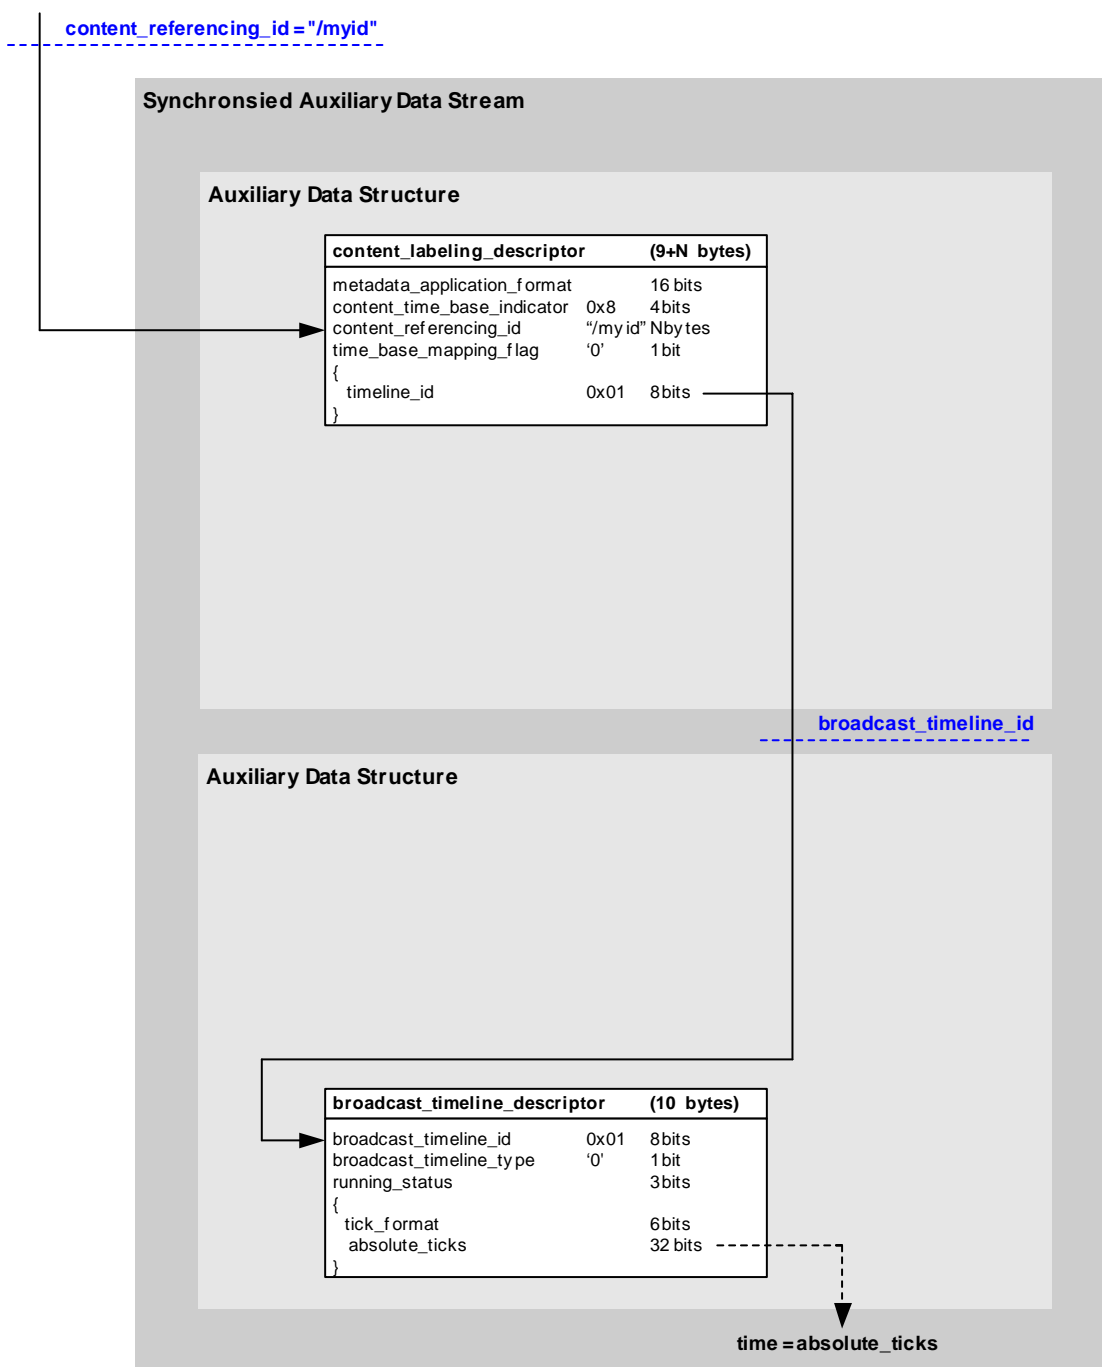 content_referencing_id = "/myid"
Synchronsied Auxiliary Data Stream
Auxiliary Data Structure
content_labeling_descriptor (9+N bytes)
metadata_application_format 16 bits
content_time_base_indicator 0x8 4 bits
content_referencing_id “/myid” N bytes
time_base_mapping_flag ‘0’ 1 bit
{
timeline_id 0x01 8 bits
}
broadcast_timeline_id
Auxiliary Data Structure
broadcast_timeline_descriptor (10 bytes)
broadcast_timeline_id 0x01 8 bits
broadcast_timeline_type ‘0’ 1 bit
running_status 3 bits
{
tick_format 6 bits
absolute_ticks 32 bits
}
time = absolute_ticks